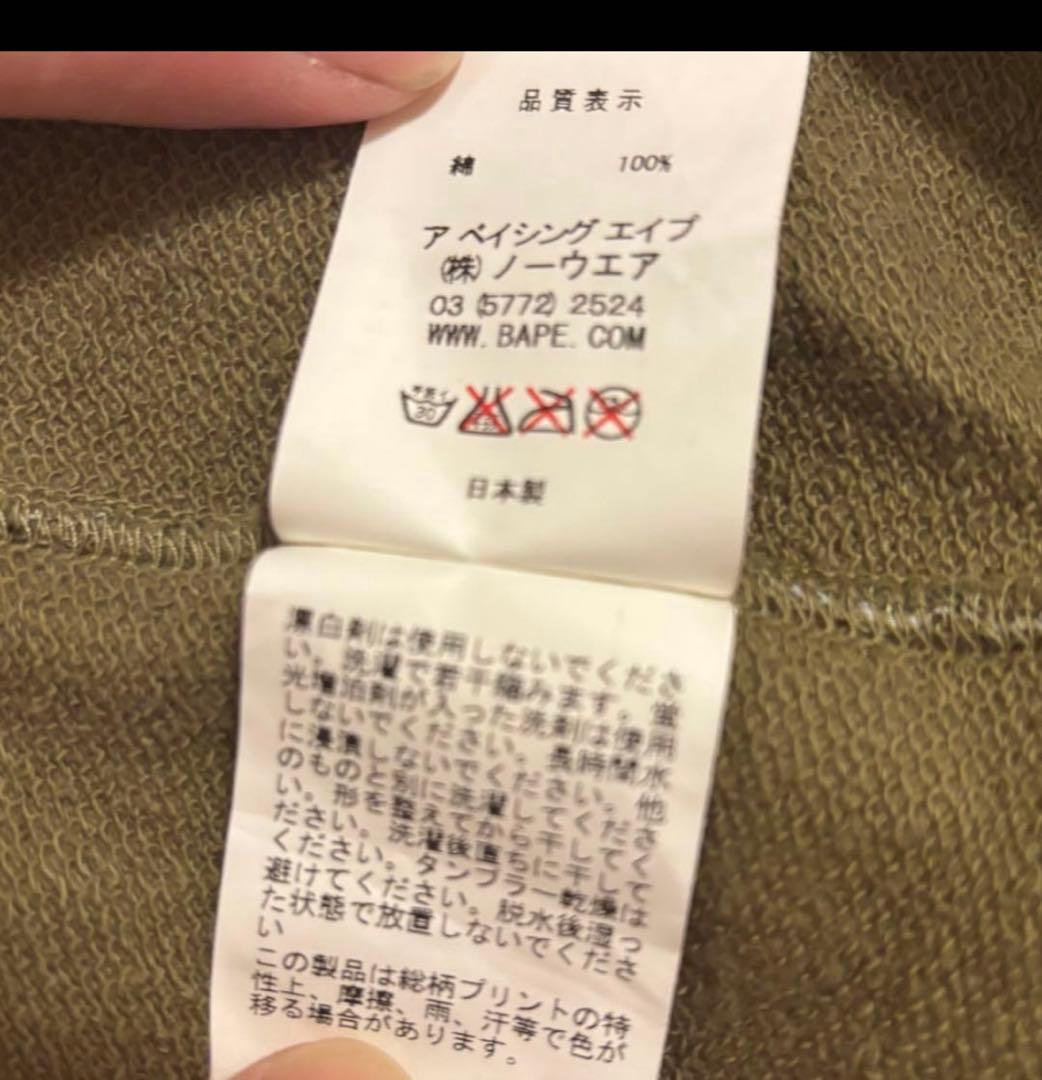 品質表示
綿 100%
ア ベイシング エイプ
(株) ノーウエア
03 (5772) 2524
WWW. BAPE. COM
30
日本製
漂白剤は使用しないでくださ
い。洗濯で若干縮みます。蛍
光増泊剤が入った洗剤は使用
しないでください。長時間水
に浸漬しないでください。他
のものと別に洗濯してくださ
い。形を整えてから干してく
ださい。洗濯後直ちに干して
ください。タンブラー乾燥は
避けてください。脱水後湿っ
た状態で放置しないでくださ
い
この製品は総柄プリントの特
性上、摩擦、雨、汗等で色が
移る場合があります。